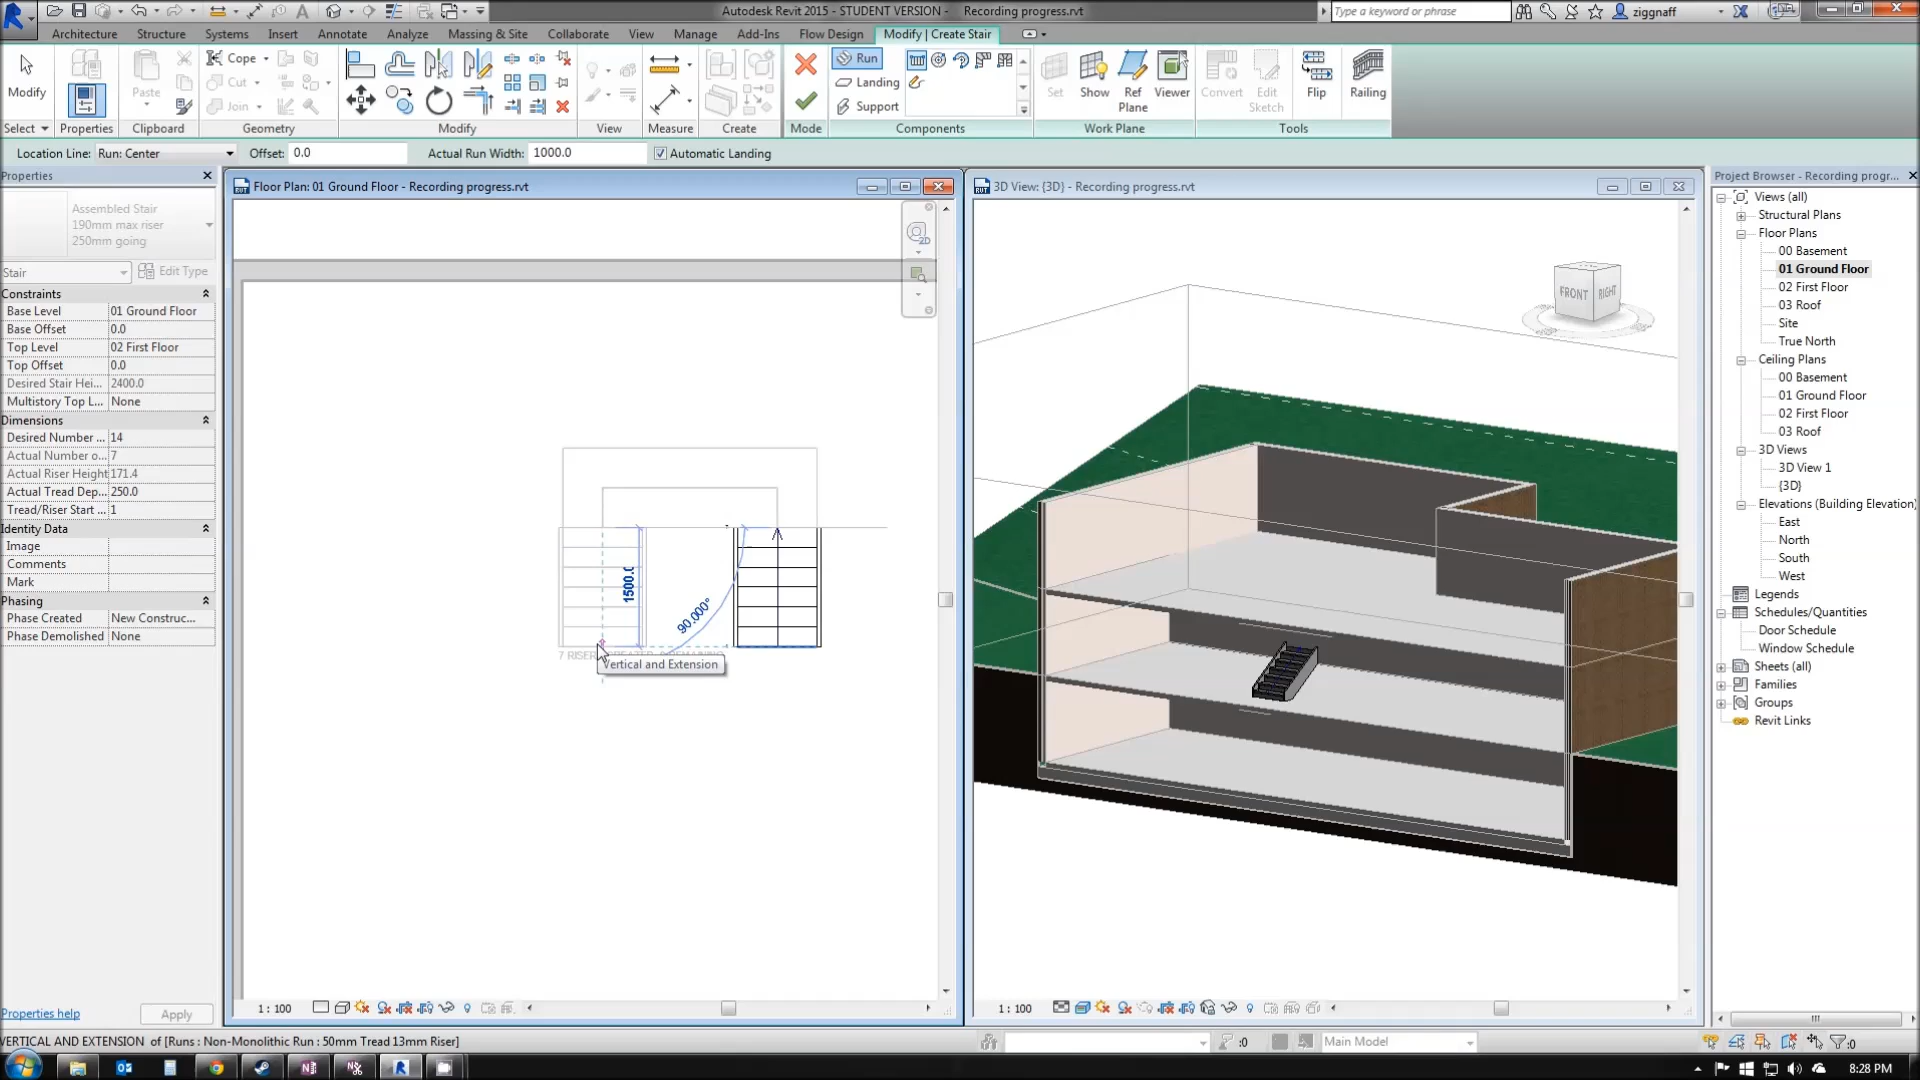 Autodesk Revit 2015 - STUDENT VERSION - Recording progress.rvt
Type a keyword or phrase
ziggnaff
Architecture Structure Systems Insert Annotate Analyze Massing & Site Collaborate View Manage Add-Ins Flow Design Modify | Create Stair
Modify
Paste
Cope
Cut
Join
Run
Landing
Support
Set
Show
Ref Plane
Viewer
Convert
Edit Sketch
Flip
Railing
Select Properties Clipboard Geometry Modify View Measure Create Mode Components Work Plane Tools
Location Line: Run: Center Offset: 0.0 Actual Run Width: 1000.0 Automatic Landing
Properties
Assembled Stair
190mm max riser
250mm going
Stair Edit Type
Constraints
Base Level 01 Ground Floor
Base Offset 0.0
Top Level 02 First Floor
Top Offset 0.0
Desired Stair Hei... 2400.0
Multistory Top L... None
Dimensions
Desired Number ... 14
Actual Number o... 7
Actual Riser Height 171.4
Actual Tread Dep... 250.0
Tread/Riser Start ... 1
Identity Data
Image
Comments
Mark
Phasing
Phase Created New Construc...
Phase Demolished None
Properties help Apply
Floor Plan: 01 Ground Floor - Recording progress.rvt
2D
1500.0
90.000°
Vertical and Extension
1 : 100
3D View: {3D} - Recording progress.rvt
FRONT RIGHT
1 : 100
Project Browser - Recording progr...
Views (all)
Structural Plans
Floor Plans
00 Basement
01 Ground Floor
02 First Floor
03 Roof
Site
True North
Ceiling Plans
00 Basement
01 Ground Floor
02 First Floor
03 Roof
3D Views
3D View 1
{3D}
Elevations (Building Elevation)
East
North
South
West
Legends
Schedules/Quantities
Door Schedule
Window Schedule
Sheets (all)
Families
Groups
Revit Links
VERTICAL AND EXTENSION of [Runs : Non-Monolithic Run : 50mm Tread 13mm Riser]
:0
Main Model
:0
8:28 PM